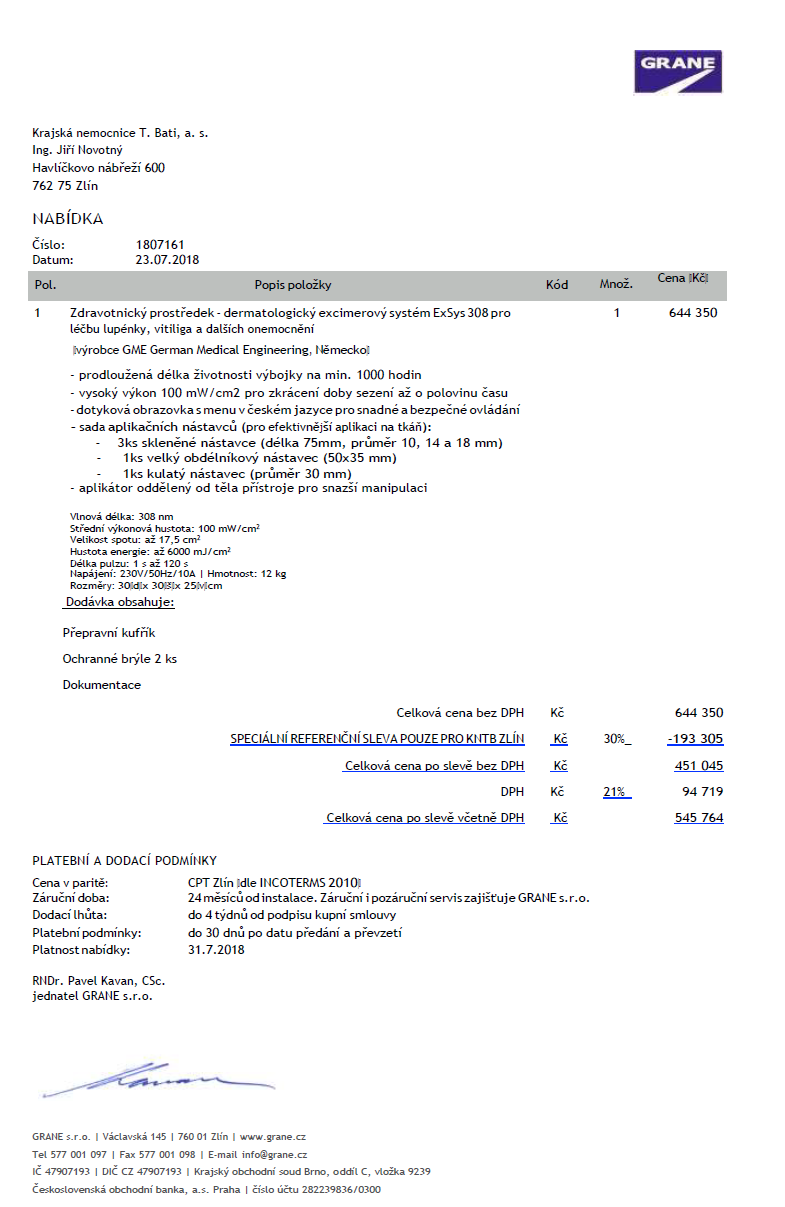 GRANE
Krajská nemocnice T. Bati, a. s.
Ing. Jiří Novotný
Havlíčkovo nábřeží 600
762 75 Zlín
NABÍDKA
Číslo: 1807161
Datum: 23.07.2018
Pol. Popis položky Kód Množ. Cena Kč
1 Zdravotnický prostředek - dermatologický excimerový systém ExSys 308 pro 1 644 350
léčbu lupénky, vitiliga a dalších onemocnění
výrobce GME German Medical Engineering, Německo
- prodloužená délka životnosti výbojky na min. 1000 hodin
- vysoký výkon 100 mW/cm2 pro zkrácení doby sezení až o polovinu času
- dotyková obrazovka s menu v českém jazyce pro snadné a bezpečné ovládání
- sada aplikačních nástavců (pro efektivnější aplikaci na tkáň):
- 3ks skleněné nástavce (délka 75mm, průměr 10, 14 a 18 mm)
- 1ks velký obdélníkový nástavec (50x35 mm)
- 1ks kulatý nástavec (průměr 30 mm)
- aplikátor oddělený od těla přístroje pro snazší manipulaci
Vlnová délka: 308 nm
Střední výkonová hustota: 100 mW/cm²
Velikost spotu: až 17,5 cm²
Hustota energie: až 6000 mJ/cm²
Délka pulzu: 1 s až 120 s
Napájení: 230V/50Hz/10A | Hmotnost: 12 kg
Rozměry: 30 d x 30 š x 25 v cm
Dodávka obsahuje:
Přepravní kufřík
Ochranné brýle 2 ks
Dokumentace
Celková cena bez DPH Kč 644 350
SPECIÁLNÍ REFERENČNÍ SLEVA POUZE PRO KNTB ZLÍN Kč 30%_ -193 305
Celková cena po slevě bez DPH Kč 451 045
DPH Kč 21% 94 719
Celková cena po slevě včetně DPH Kč 545 764
PLATEBNÍ A DODACÍ PODMÍNKY
Cena v paritě: CPT Zlín dle INCOTERMS 2010
Záruční doba: 24 měsíců od instalace. Záruční i pozáruční servis zajišťuje GRANE s.r.o.
Dodací lhůta: do 4 týdnů od podpisu kupní smlouvy
Platební podmínky: do 30 dnů po datu předání a převzetí
Platnost nabídky: 31.7.2018
RNDr. Pavel Kavan, CSc.
jednatel GRANE s.r.o.
GRANE s.r.o. | Václavská 145 | 760 01 Zlín | www.grane.cz
Tel 577 001 097 | Fax 577 001 098 | E-mail info@grane.cz
IČ 47907193 | DIČ CZ 47907193 | Krajský obchodní soud Brno, oddíl C, vložka 9239
Československá obchodní banka, a.s. Praha | číslo účtu 282239836/0300